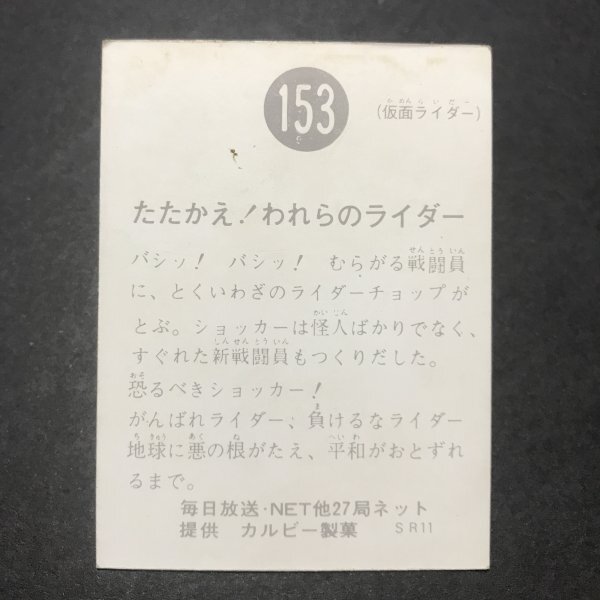 153
(仮面ライダー)
たたかえ!われらのライダー
バシッ! バシッ! むらがる戦闘員
に、とくいわざのライダーチョップが
とぶ。ショッカーは怪人ばかりでなく、
すぐれた新戦闘員もつくりだした。
恐るべきショッカー!
がんばれライダー、負けるなライダー
地球に悪の根がたえ、平和がおとずれ
るまで。
毎日放送・NET他27局ネット
提供 カルビー製菓 SR11